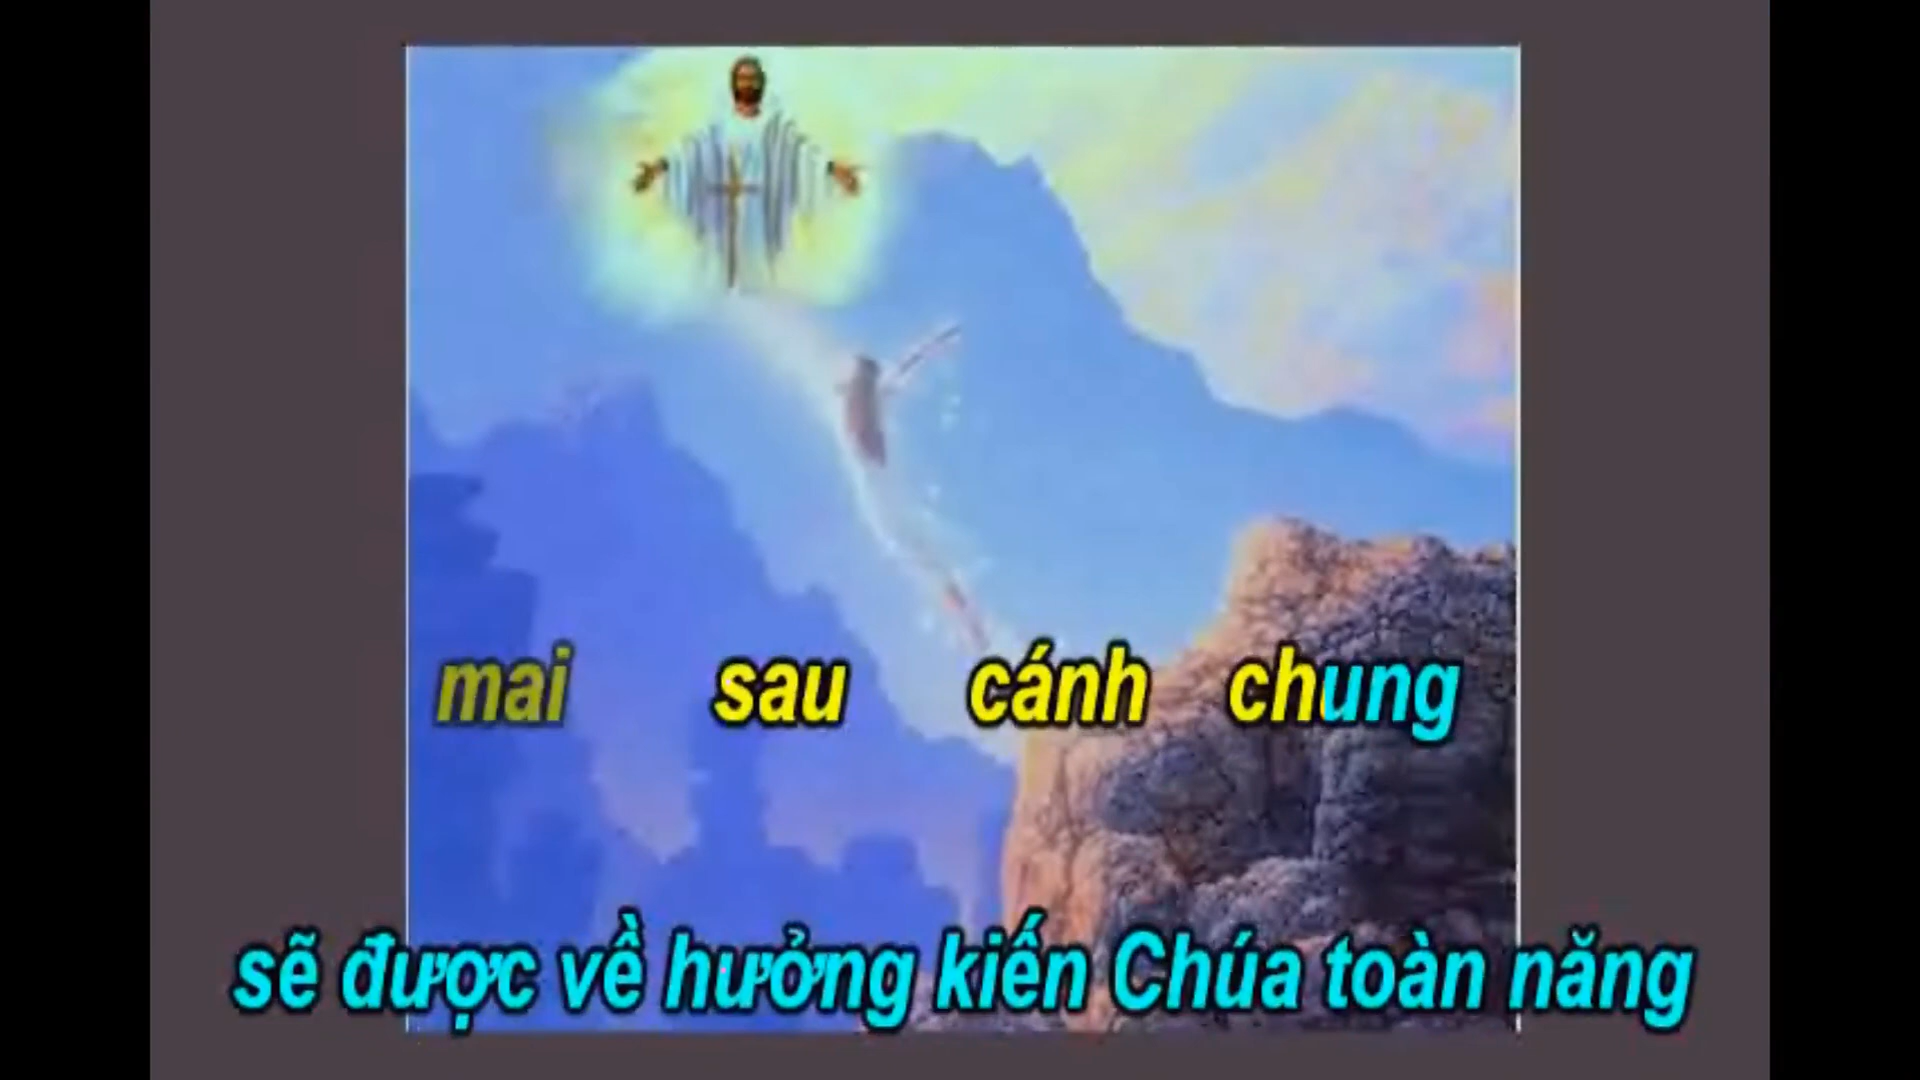 mai sau cánh chung
sẽ được về hưởng kiến Chúa toàn năng